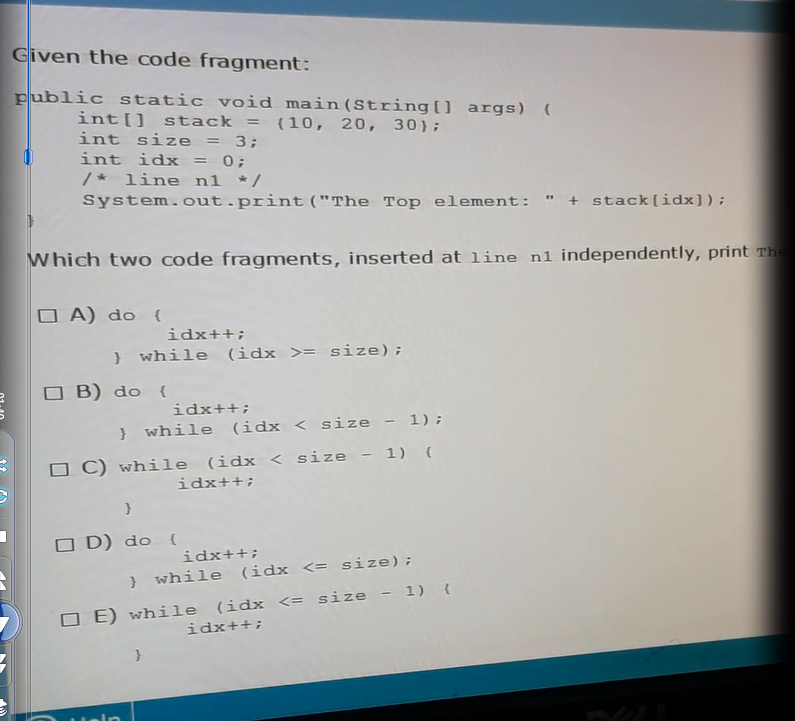 Given the code fragment:
public static void main(String[] args) {
int[] stack = {10, 20, 30};
int size = 3;
int idx = 0;
/* line n1 */
System.out.print("The Top element: " + stack[idx]);
}
Which two code fragments, inserted at line n1 independently, print The
A) do {
idx++;
} while (idx >= size);
B) do {
idx++;
} while (idx < size - 1);
C) while (idx < size - 1) {
idx++;
}
D) do {
idx++;
} while (idx <= size);
E) while (idx <= size - 1) {
idx++;
}
Help